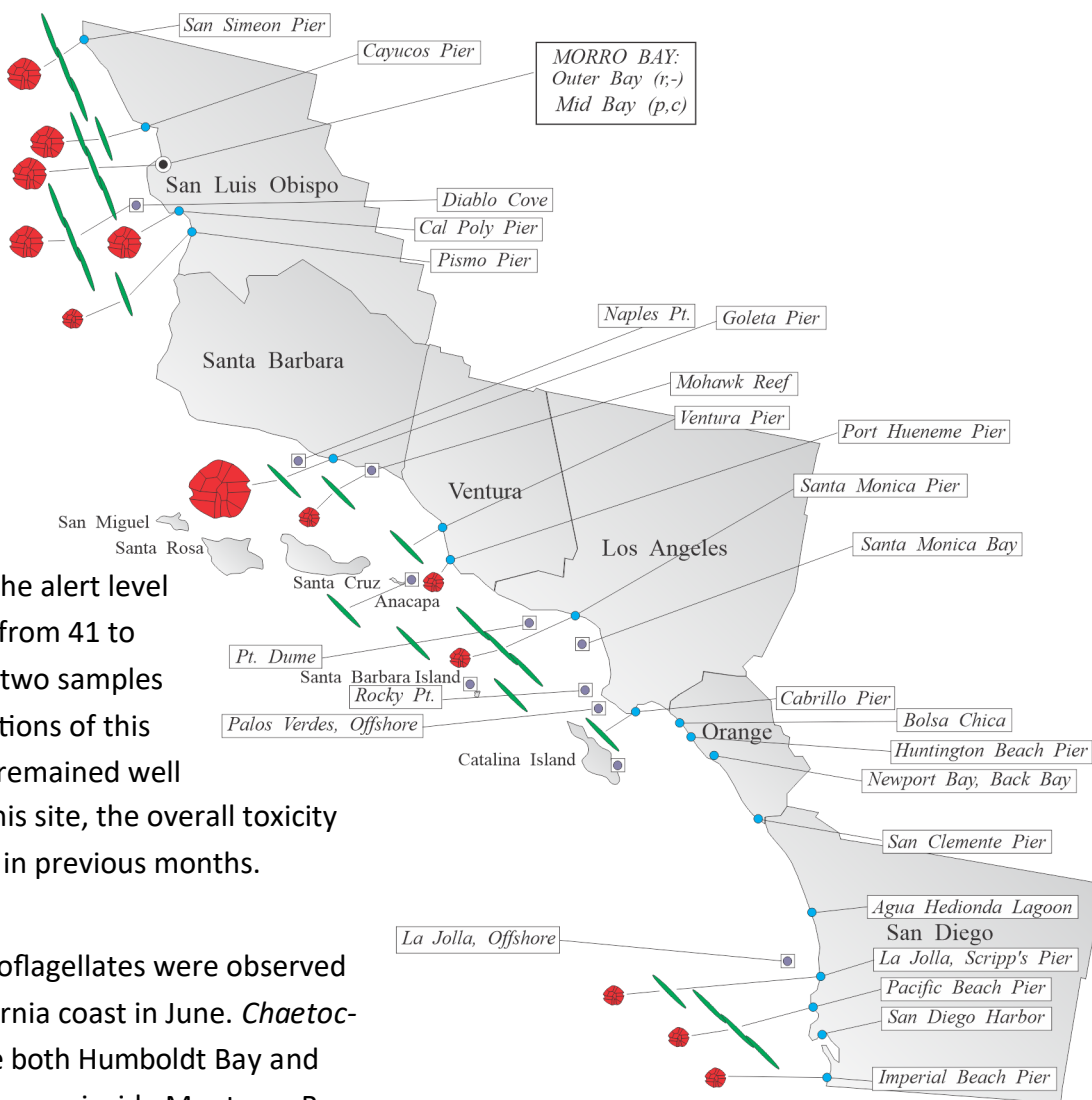 San Simeon Pier
Cayucos Pier
MORRO BAY:
Outer Bay (r,-)
Mid Bay (p,c)
San Luis Obispo
Diablo Cove
Cal Poly Pier
Pismo Pier
Naples Pt.
Goleta Pier
Santa Barbara
Mohawk Reef
Ventura Pier
Port Hueneme Pier
Ventura
Santa Monica Pier
San Miguel
Santa Rosa
Los Angeles
Santa Monica Bay
Santa Cruz
Anacapa
he alert level
from 41 to
two samples
tions of this
remained well
his site, the overall toxicity
in previous months.
Pt. Dume
Santa Barbara Island
Rocky Pt.
Palos Verdes, Offshore
Catalina Island
Cabrillo Pier
Bolsa Chica
Orange
Huntington Beach Pier
Newport Bay, Back Bay
San Clemente Pier
Agua Hedionda Lagoon
San Diego
La Jolla, Offshore
La Jolla, Scripp's Pier
Pacific Beach Pier
San Diego Harbor
Imperial Beach Pier
oflagellates were observed
rnia coast in June. Chaetoc-
e both Humboldt Bay and